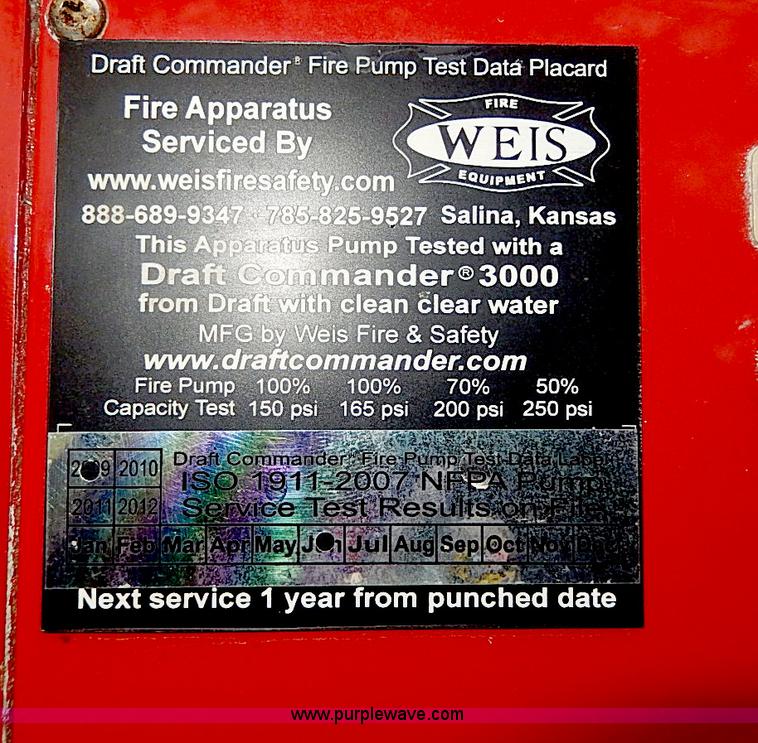 Draft Commander® Fire Pump Test Data Placard
Fire Apparatus
Serviced By
FIRE
WEIS
EQUIPMENT
www.weisfiresafety.com
888-689-9347 · 785-825-9527 Salina, Kansas
This Apparatus Pump Tested with a
Draft Commander® 3000
from Draft with clean clear water
MFG by Weis Fire & Safety
www.draftcommander.com
Fire Pump 100% 100% 70% 50%
Capacity Test 150 psi 165 psi 200 psi 250 psi
2009 2010
Draft Commander Fire Pump Test Data Label
ISO 1911-2007 NFPA Pump
2011 2012
Service Test Results on File
Jan Feb Mar Apr May Jun Jul Aug Sep Oct Nov Dec
Next service 1 year from punched date
www.purplewave.com